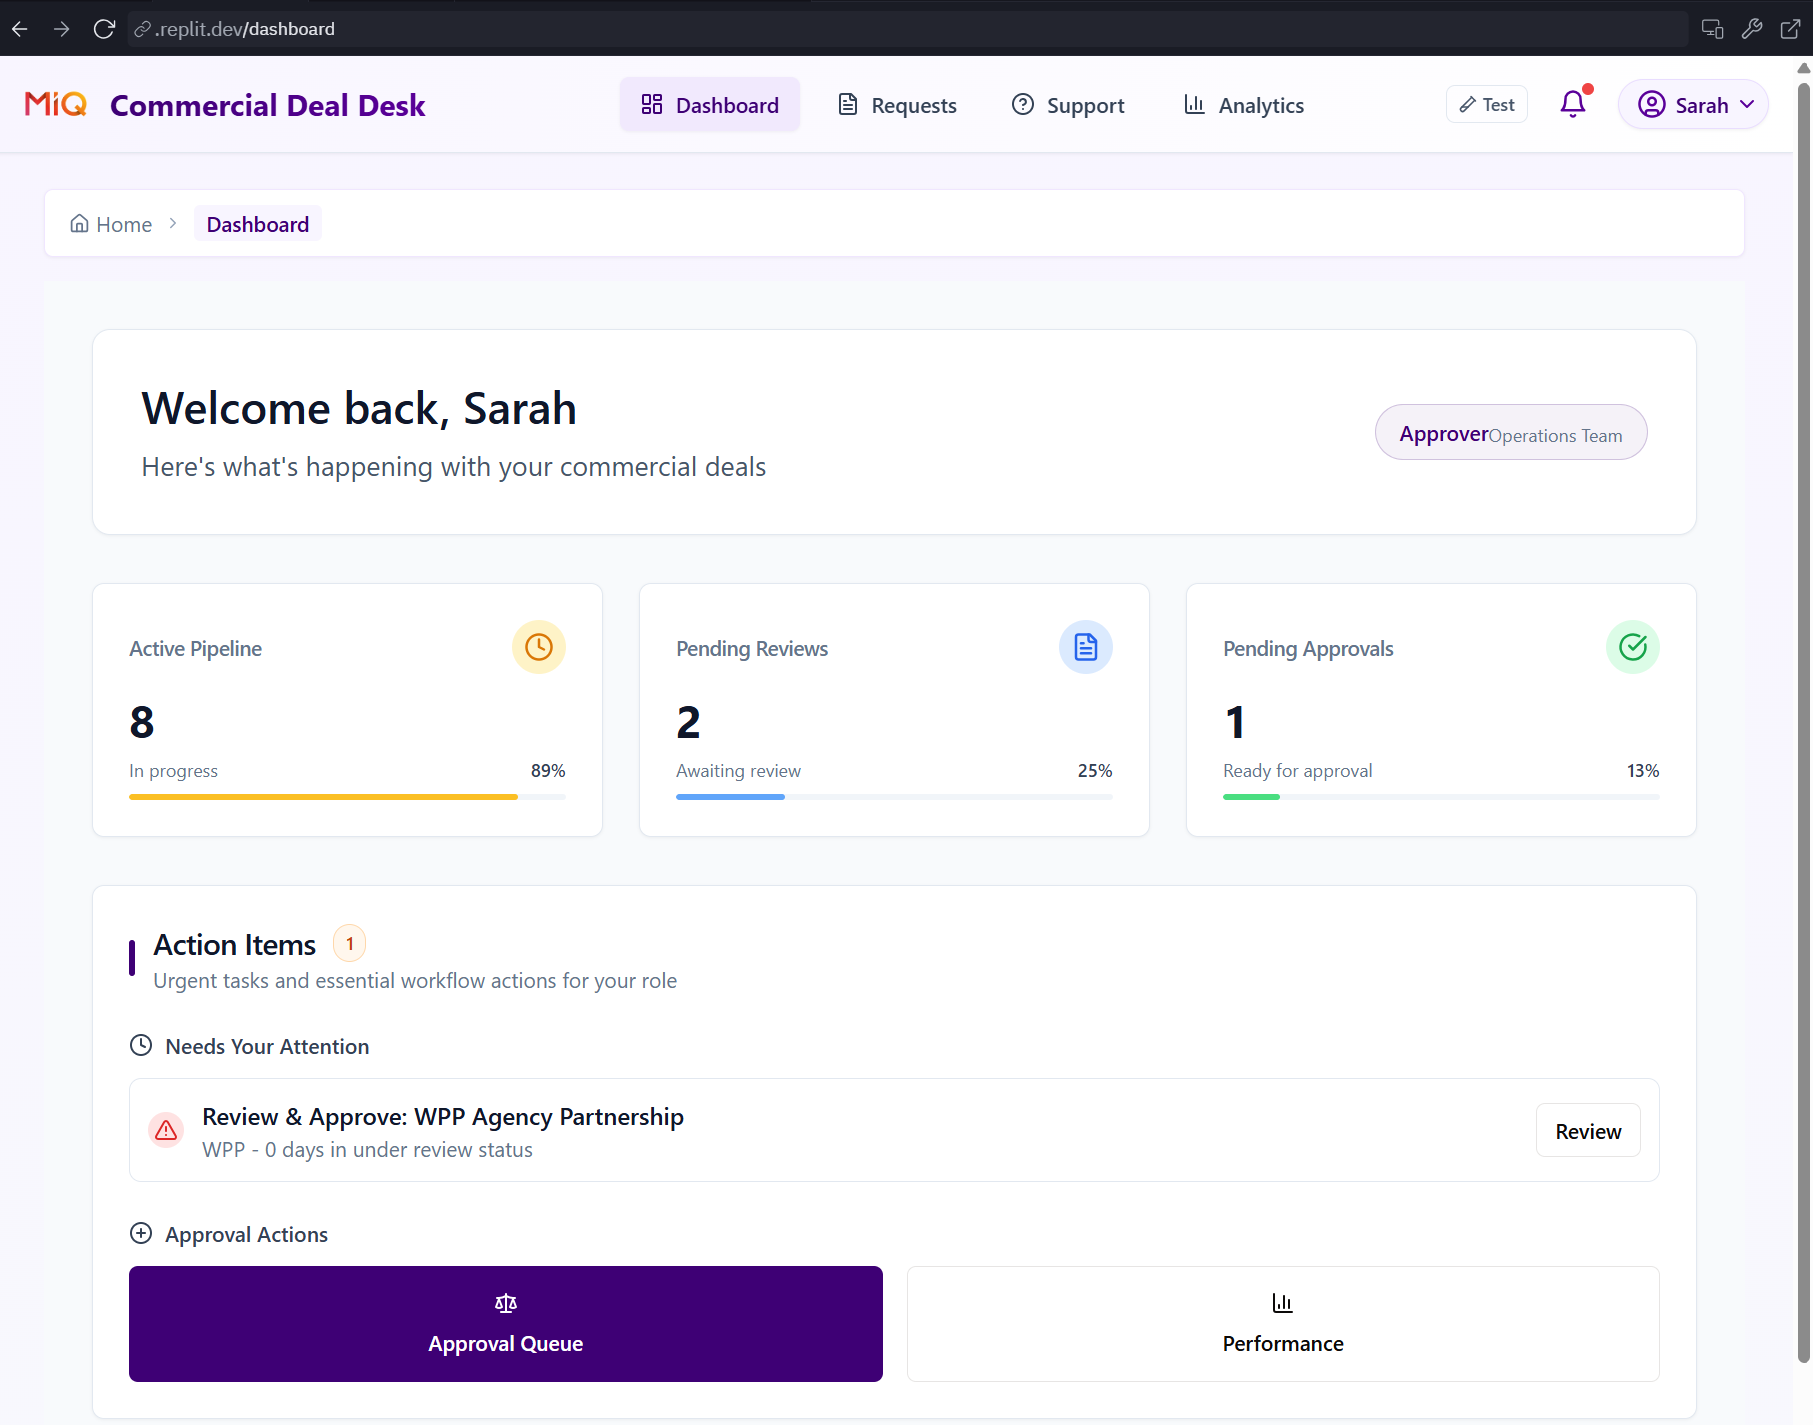 .replit.dev/dashboard
MiQ Commercial Deal Desk
Dashboard
Requests
Support
Analytics
Test
Sarah
Home
Dashboard
Welcome back, Sarah
Here's what's happening with your commercial deals
Approver Operations Team
Active Pipeline
8
In progress 89%
Pending Reviews
2
Awaiting review 25%
Pending Approvals
1
Ready for approval 13%
Action Items 1
Urgent tasks and essential workflow actions for your role
Needs Your Attention
Review & Approve: WPP Agency Partnership
WPP - 0 days in under review status
Review
Approval Actions
Approval Queue
Performance